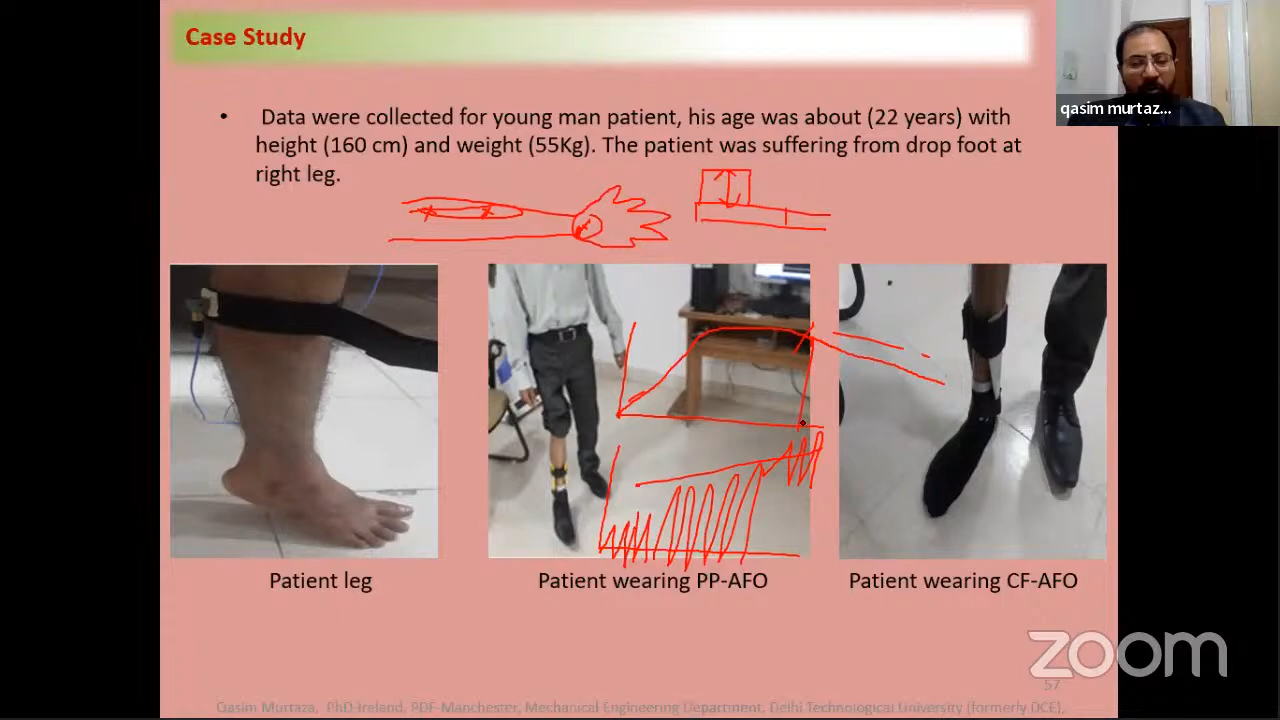 Case Study
• Data were collected for young man patient, his age was about (22 years) with
height (160 cm) and weight (55Kg). The patient was suffering from drop foot at
right leg.
qasim murtaz...
Patient leg
Patient wearing PP-AFO
Patient wearing CF-AFO
zoom
57
Qasim Murtaza, PhD-Ireland, PDF-Manchester, Mechanical Engineering Department, Delhi Technological University (formerly DCE),